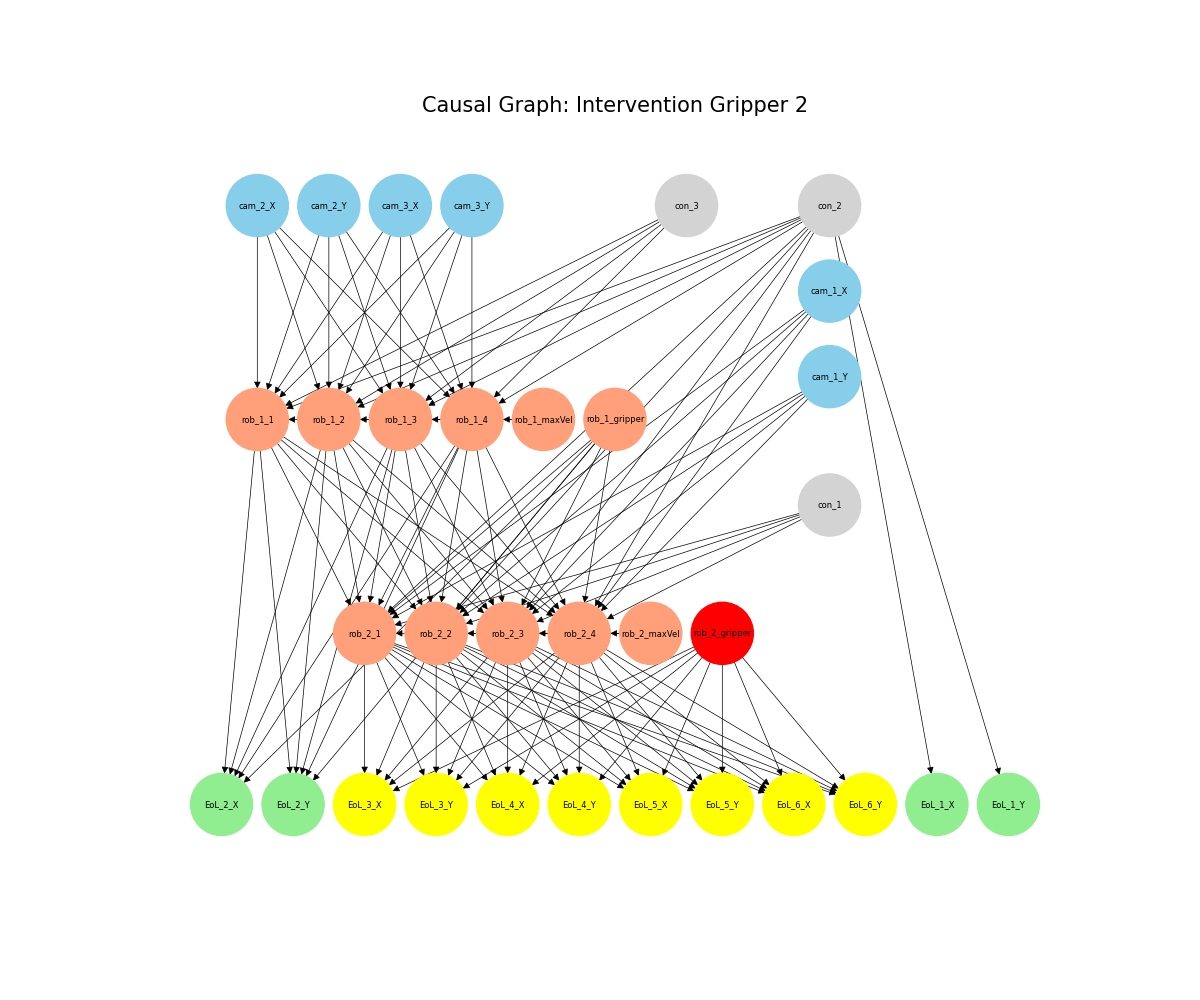 Causal Graph: Intervention Gripper 2
cam_2_X cam_2_Y cam_3_X cam_3_Y con_3 con_2
cam_1_X
cam_1_Y
rob_1_1 rob_1_2 rob_1_3 rob_1_4 rob_1_maxVel rob_1_gripper
con_1
rob_2_1 rob_2_2 rob_2_3 rob_2_4 rob_2_maxVel rob_2_gripper
EoL_2_X EoL_2_Y EoL_3_X EoL_3_Y EoL_4_X EoL_4_Y EoL_5_X EoL_5_Y EoL_6_X EoL_6_Y EoL_1_X EoL_1_Y